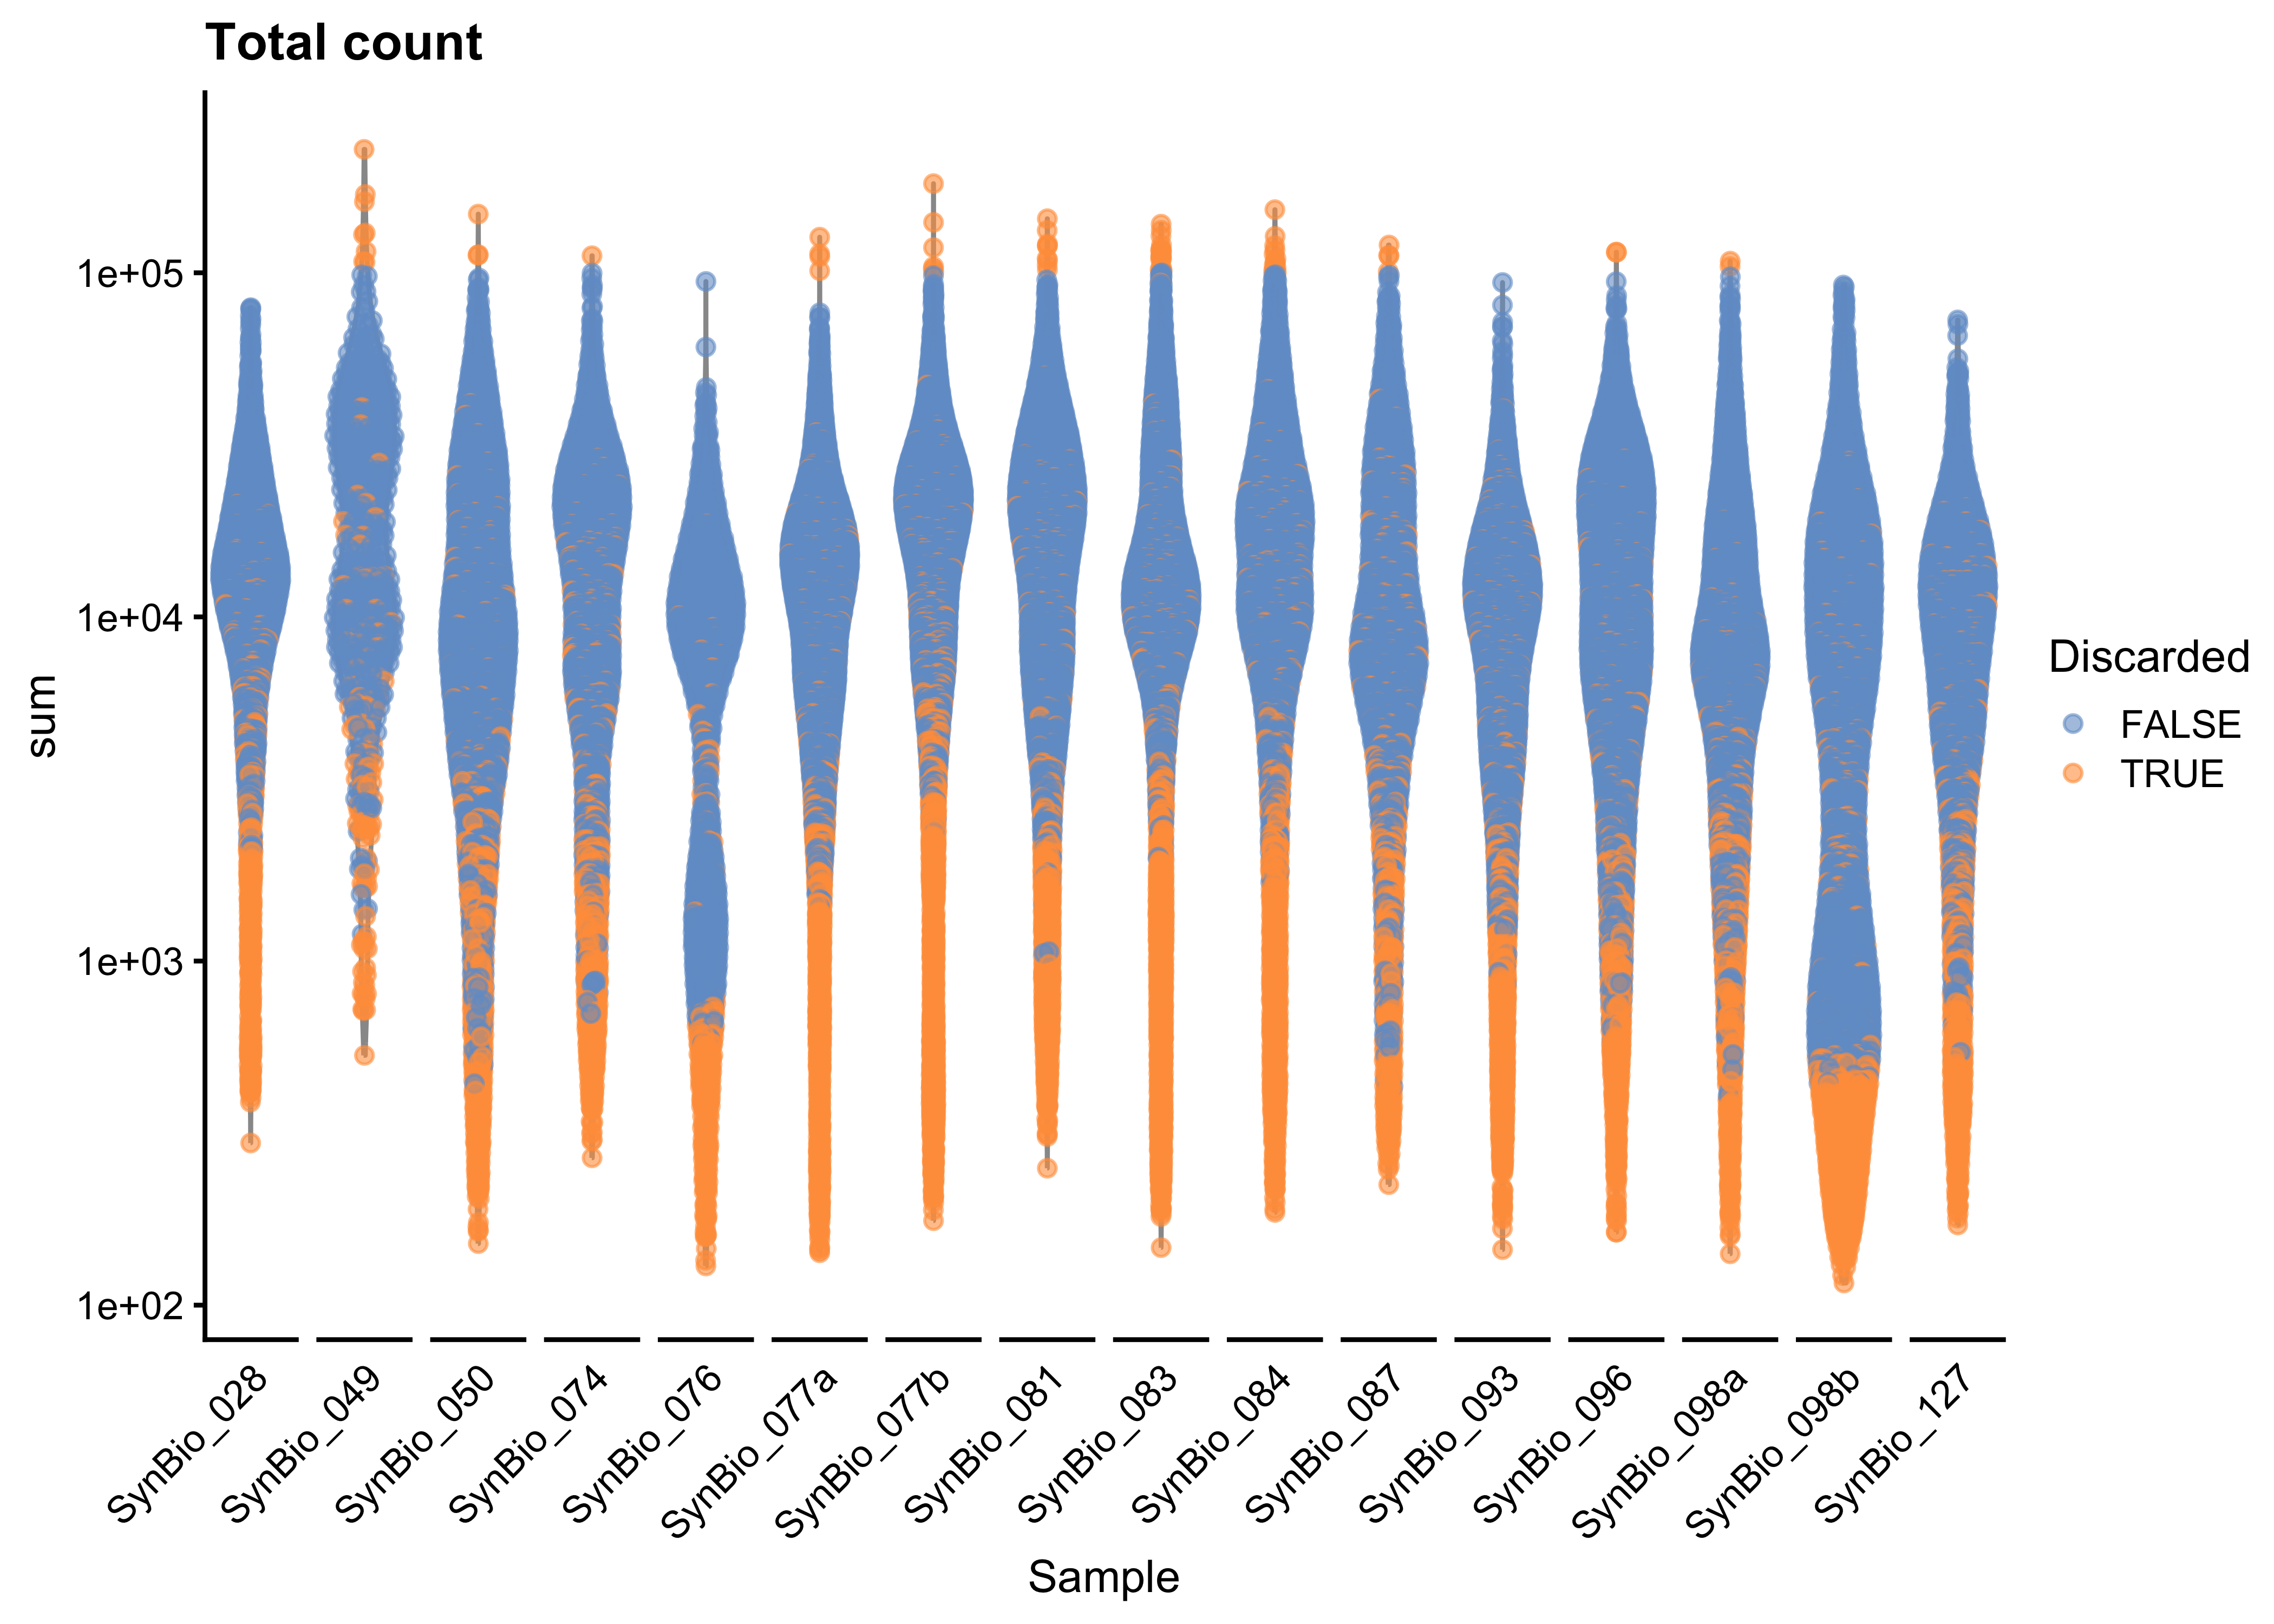 Total count
sum
1e+05
1e+04
1e+03
1e+02
SynBio_028
SynBio_049
SynBio_050
SynBio_074
SynBio_076
SynBio_077a
SynBio_077b
SynBio_081
SynBio_083
SynBio_084
SynBio_087
SynBio_093
SynBio_096
SynBio_098a
SynBio_098b
SynBio_127
Sample
Discarded
FALSE
TRUE